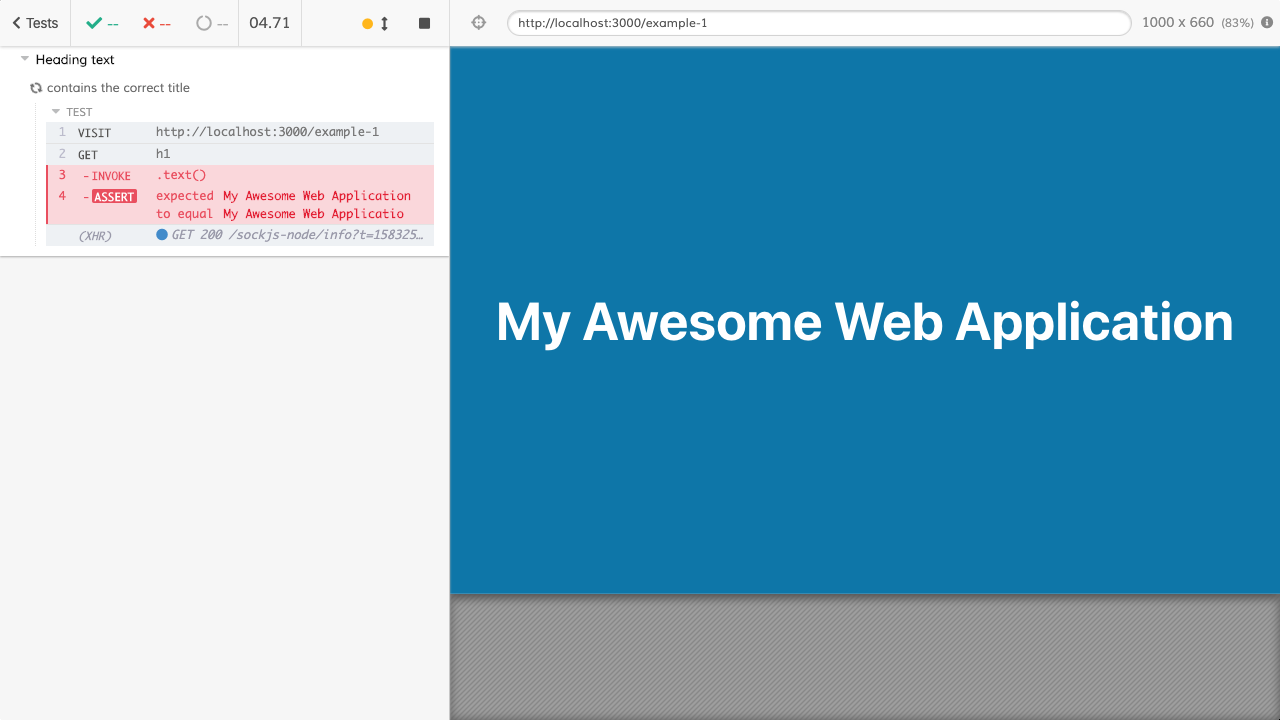 Tests -- -- -- 04.71
http://localhost:3000/example-1 1000 x 660 (83%)
Heading text
contains the correct title
TEST
1 VISIT http://localhost:3000/example-1
2 GET h1
3 -INVOKE .text()
4 -ASSERT expected My Awesome Web Application
to equal My Awesome Web Applicatio
(XHR) GET 200 /sockjs-node/info?t=158325…
My Awesome Web Application